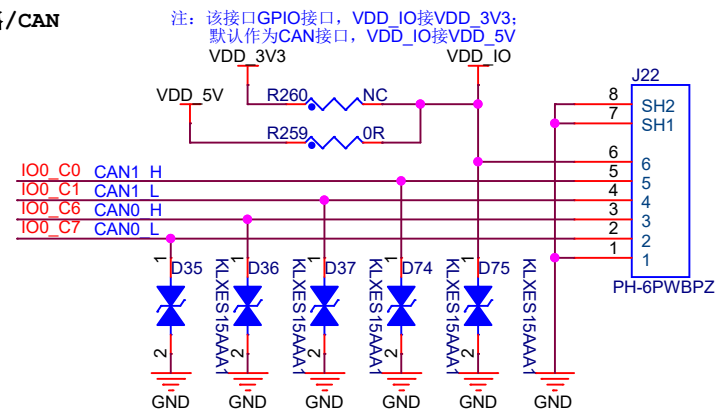 /CAN
注：该接口GPIO接口，VDD_IO接VDD_3V3；
默认作为CAN接口，VDD_IO接VDD_5V
VDD_3V3
VDD_IO
J22
VDD_5V
R260
NC
R259
0R
8
SH2
7
SH1
6
6
5
5
4
4
3
3
2
2
1
1
PH-6PWBPZ
IO0_C0 CAN1_H
IO0_C1 CAN1_L
IO0_C6 CAN0_H
IO0_C7 CAN0_L
1
D35
KLXES15AAA1
2
GND
1
D36
KLXES15AAA1
2
GND
1
D37
KLXES15AAA1
2
GND
1
D74
KLXES15AAA1
2
GND
1
D75
KLXES15AAA1
2
GND
GND